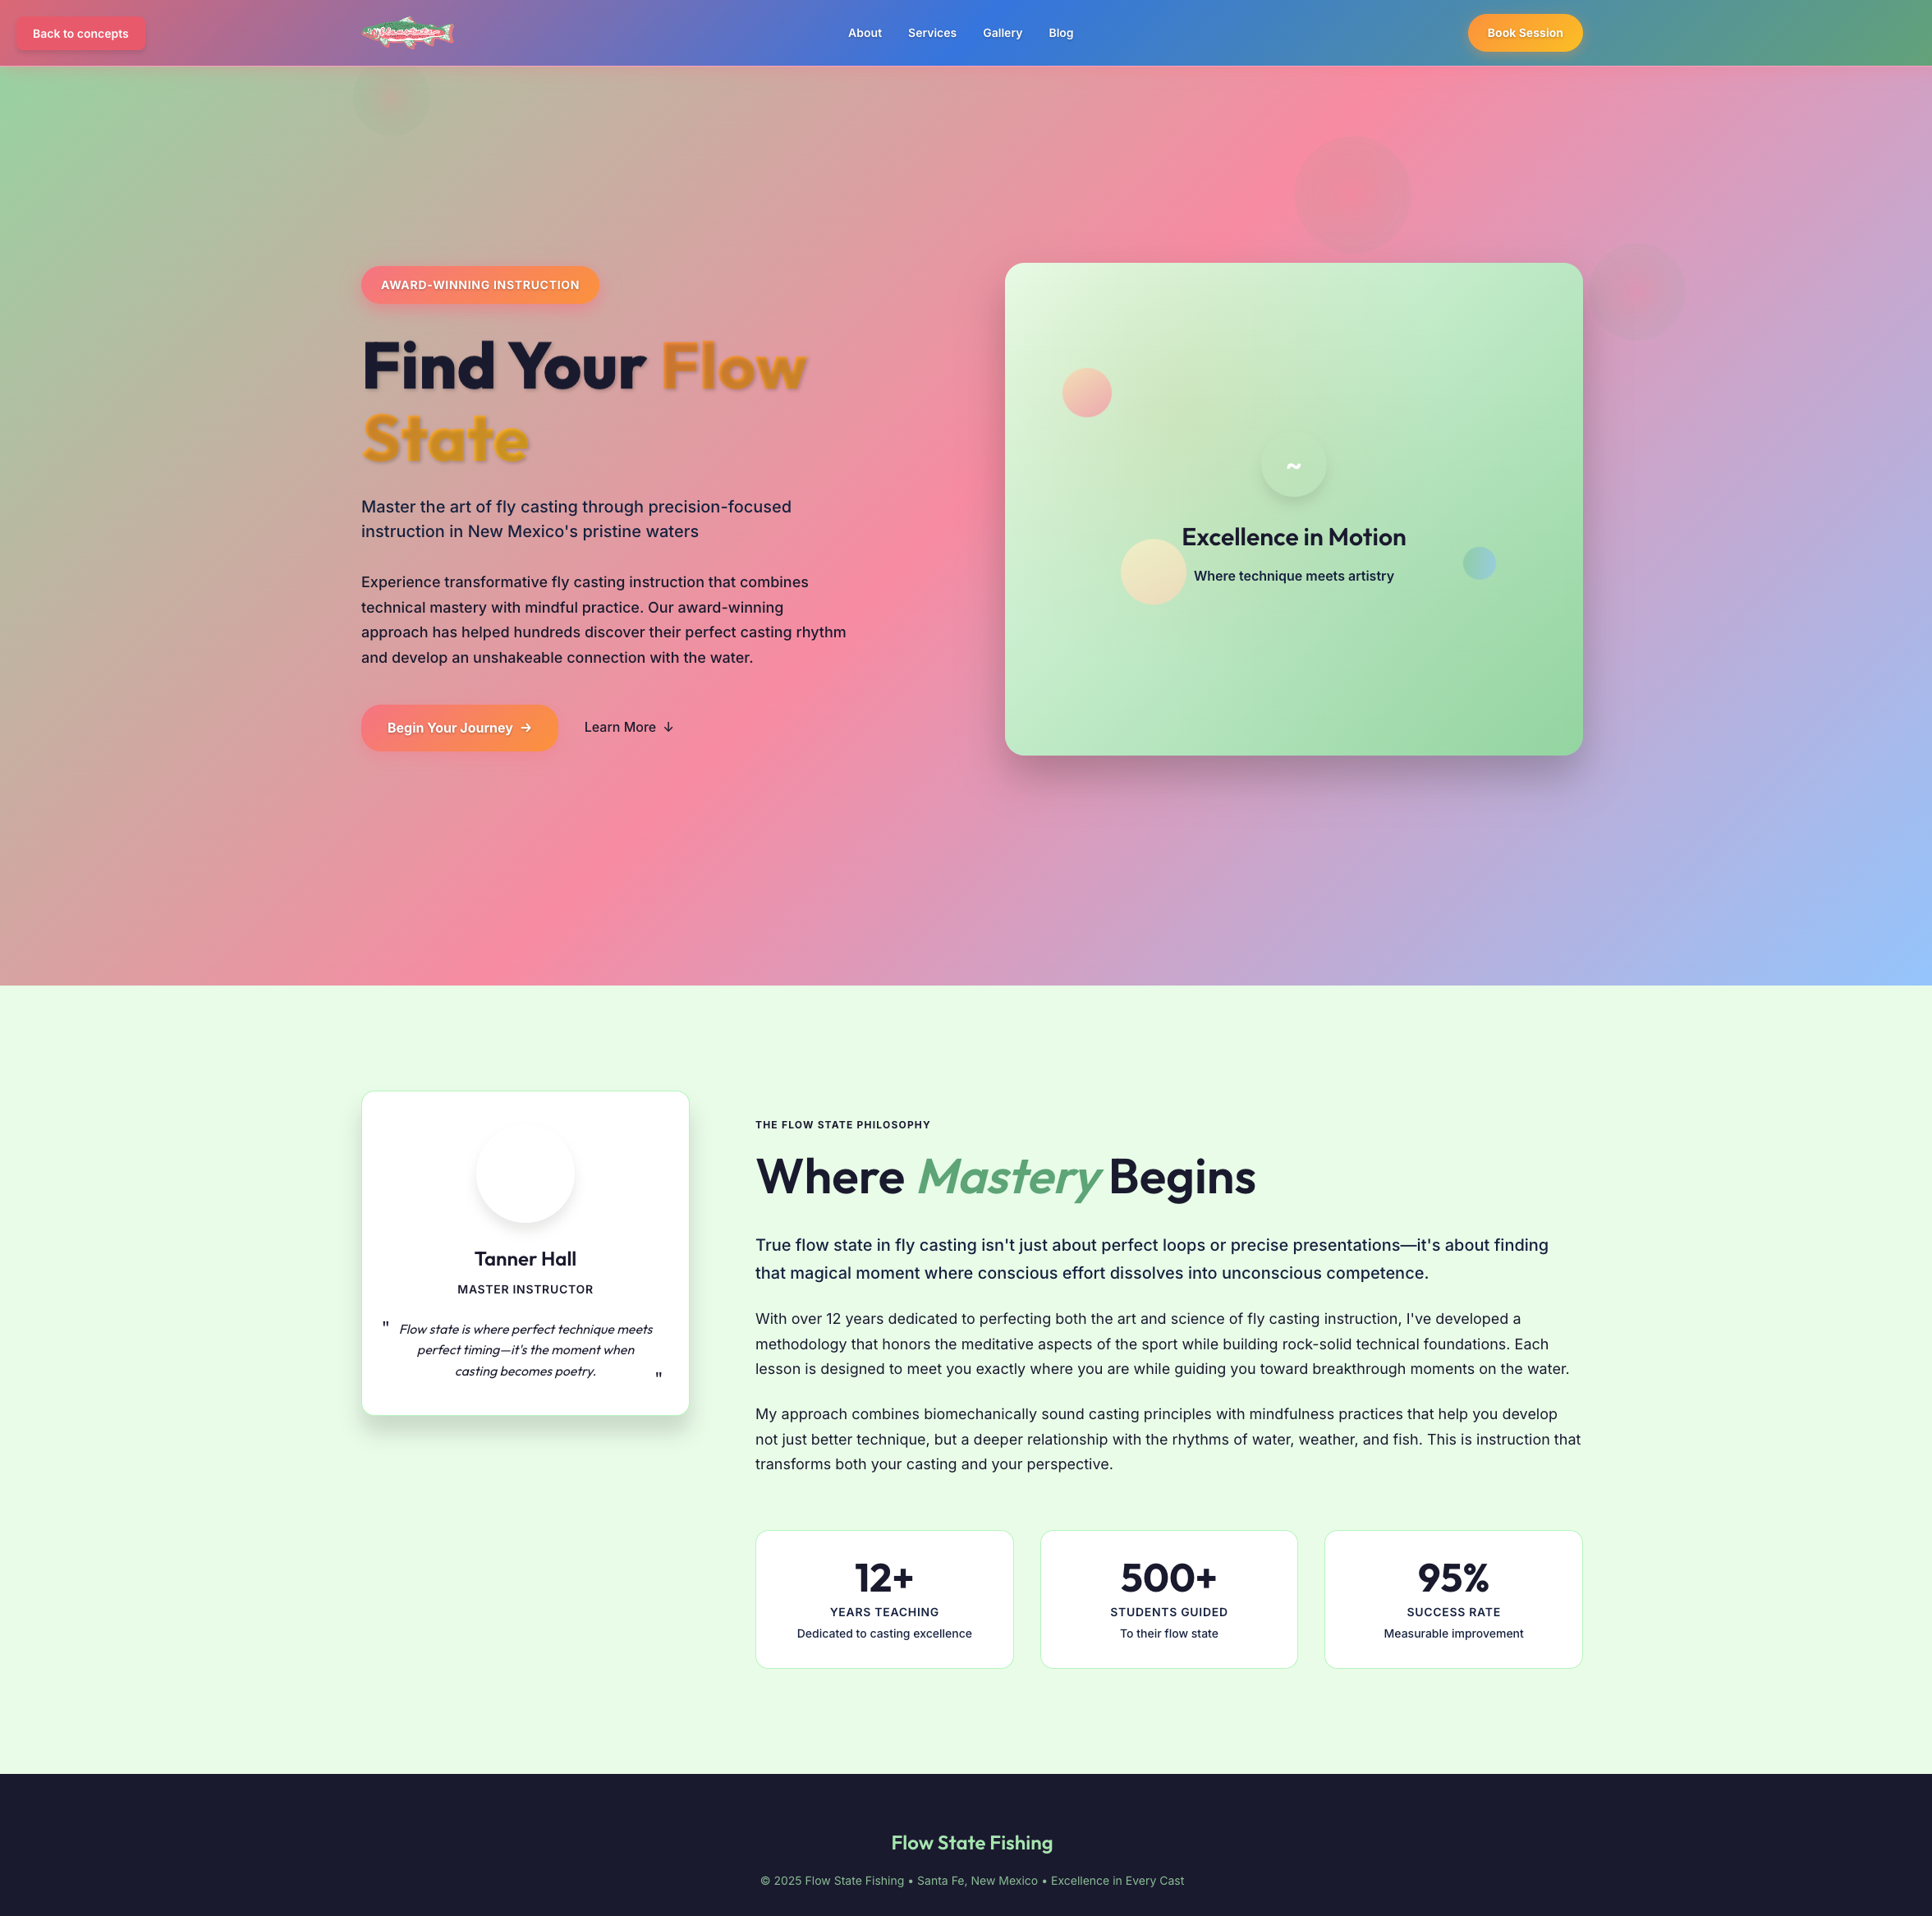 Back to concepts
About
Services
Gallery
Blog
Book Session
AWARD-WINNING INSTRUCTION
Find Your Flow
State
Master the art of fly casting through precision-focused
instruction in New Mexico's pristine waters
Experience transformative fly casting instruction that combines
technical mastery with mindful practice. Our award-winning
approach has helped hundreds discover their perfect casting rhythm
and develop an unshakeable connection with the water.
Begin Your Journey →
Learn More ↓
~
Excellence in Motion
Where technique meets artistry
Tanner Hall
MASTER INSTRUCTOR
" Flow state is where perfect technique meets
perfect timing—it's the moment when
casting becomes poetry. "
THE FLOW STATE PHILOSOPHY
Where Mastery Begins
True flow state in fly casting isn't just about perfect loops or precise presentations—it's about finding
that magical moment where conscious effort dissolves into unconscious competence.
With over 12 years dedicated to perfecting both the art and science of fly casting instruction, I've developed a
methodology that honors the meditative aspects of the sport while building rock-solid technical foundations. Each
lesson is designed to meet you exactly where you are while guiding you toward breakthrough moments on the water.
My approach combines biomechanically sound casting principles with mindfulness practices that help you develop
not just better technique, but a deeper relationship with the rhythms of water, weather, and fish. This is instruction that
transforms both your casting and your perspective.
12+
YEARS TEACHING
Dedicated to casting excellence
500+
STUDENTS GUIDED
To their flow state
95%
SUCCESS RATE
Measurable improvement
Flow State Fishing
© 2025 Flow State Fishing • Santa Fe, New Mexico • Excellence in Every Cast